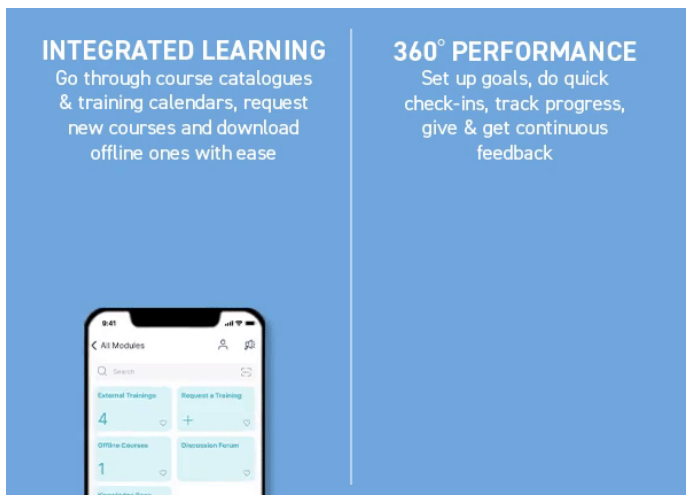 INTEGRATED LEARNING
Go through course catalogues
& training calendars, request
new courses and download
offline ones with ease
360° PERFORMANCE
Set up goals, do quick
check-ins, track progress,
give & get continuous
feedback
9:41
All Modules
Search
External Trainings
Request a Training
4
+
Offline Courses
Discussion Forum
1